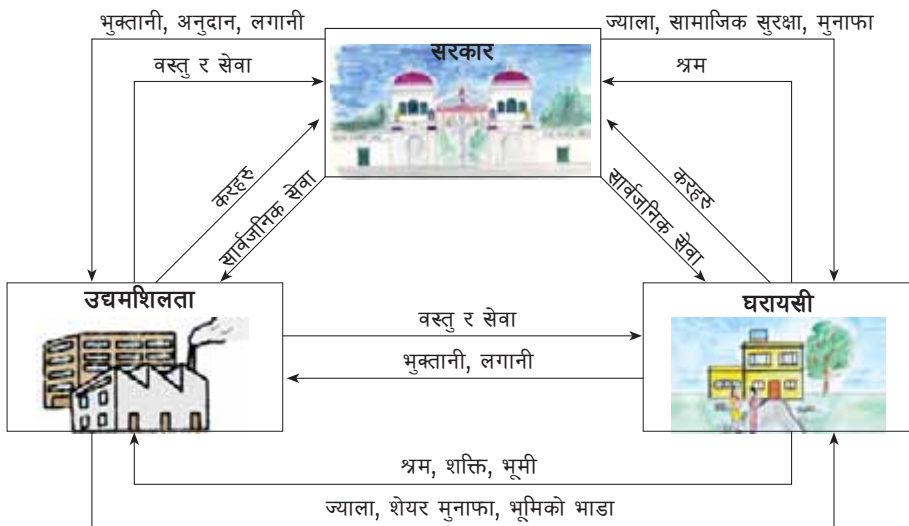 भुक्तानी, अनुदान, लगानी
ज्याला, सामाजिक सुरक्षा, मुनाफा
सरकार
वस्तु र सेवा
श्रम
करहरु
सार्वजनिक सेवा
सार्वजनिक सेवा
करहरु
उद्यमशिलता
घरायसी
वस्तु र सेवा
भुक्तानी, लगानी
श्रम, शक्ति, भूमी
ज्याला, शेयर मुनाफा, भूमिको भाडा